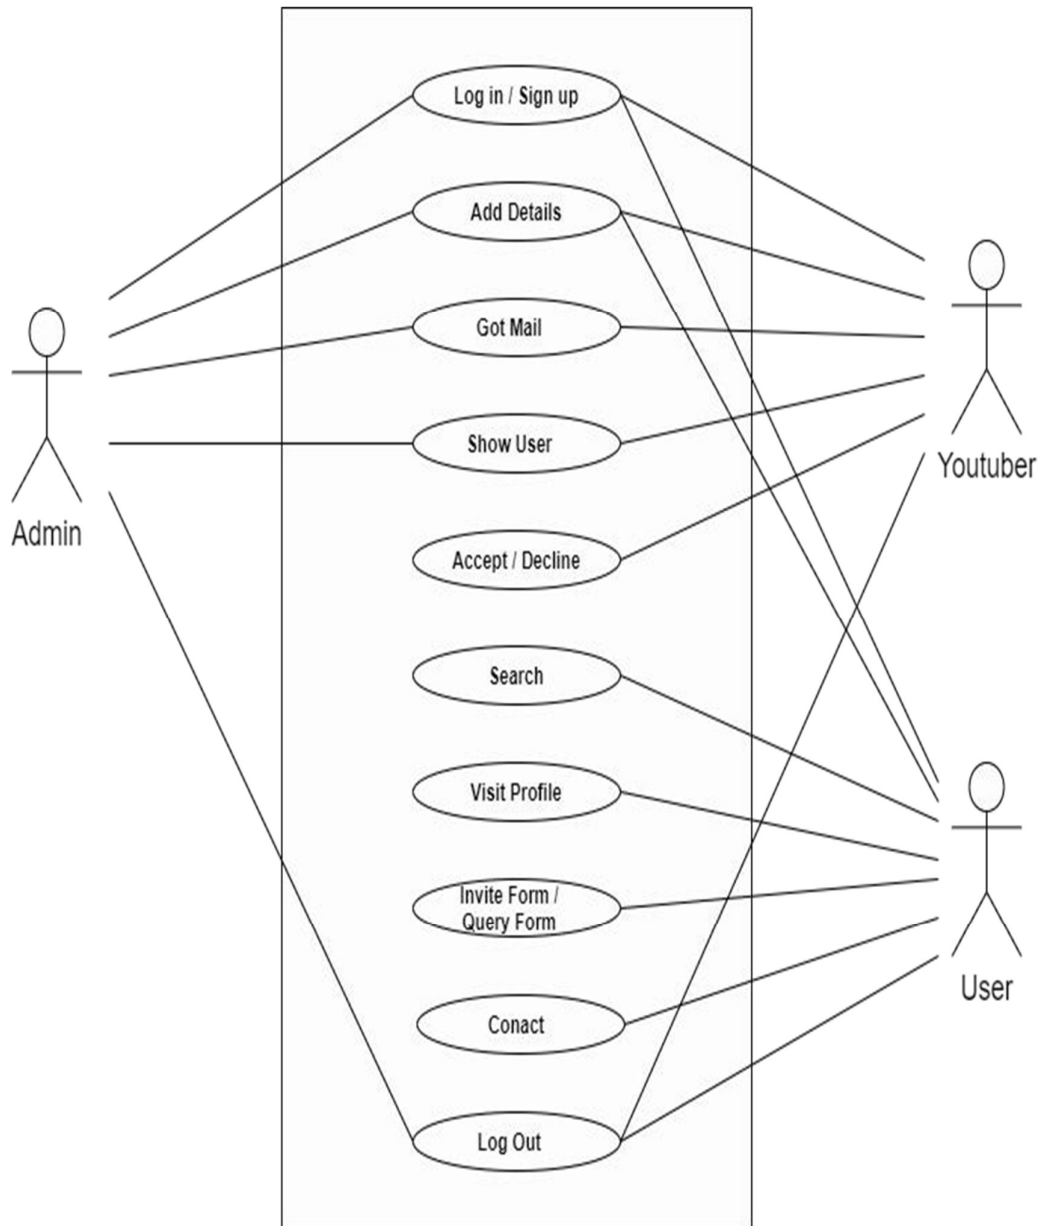 Log in / Sign up
Add Details
Got Mail
Show User
Accept / Decline
Search
Visit Profile
Invite Form /
Query Form
Conact
Log Out
Admin
Youtuber
User